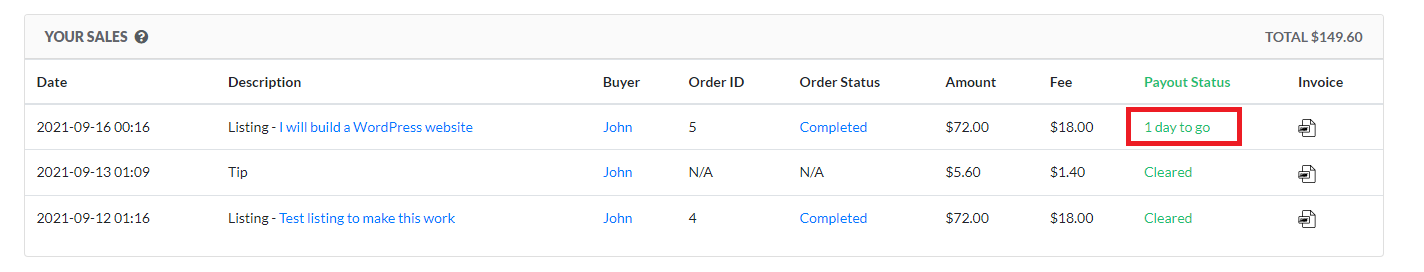 YOUR SALES TOTAL $149.60
Date Description Buyer Order ID Order Status Amount Fee Payout Status Invoice
2021-09-16 00:16 Listing - I will build a WordPress website John 5 Completed $72.00 $18.00 1 day to go
2021-09-13 01:09 Tip John N/A N/A $5.60 $1.40 Cleared
2021-09-12 01:16 Listing - Test listing to make this work John 4 Completed $72.00 $18.00 Cleared